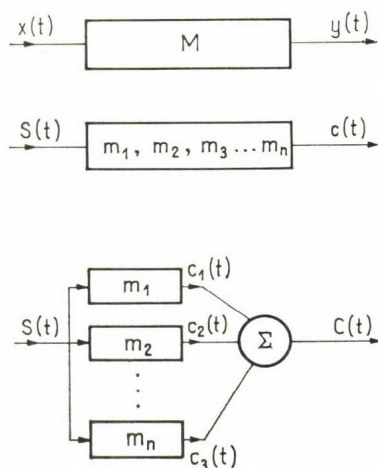 x(t) M y(t)
S(t) m₁, m₂, m₃ ... mₙ c(t)
m₁ c₁(t)
S(t) m₂ c₂(t) Σ C(t)
mₙ
c₃(t)